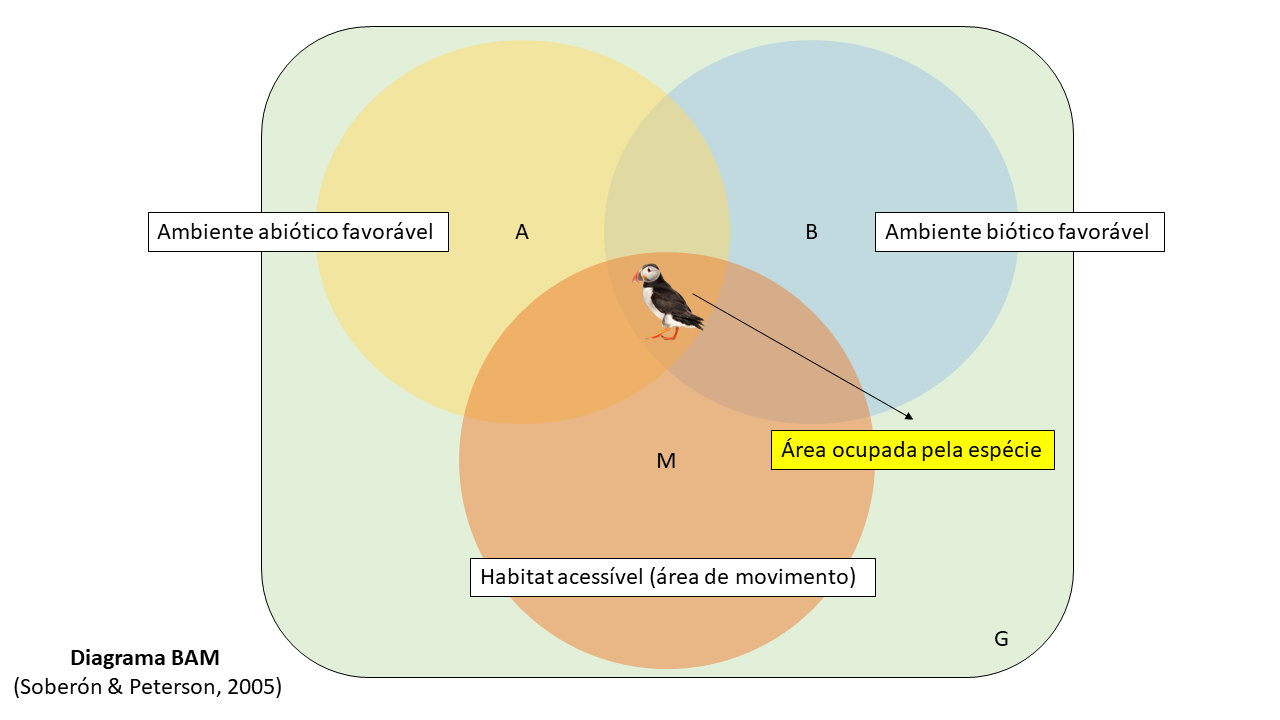 Ambiente abiótico favorável
A
B
Ambiente biótico favorável
Área ocupada pela espécie
M
Habitat acessível (área de movimento)
G
Diagrama BAM
(Soberón & Peterson, 2005)